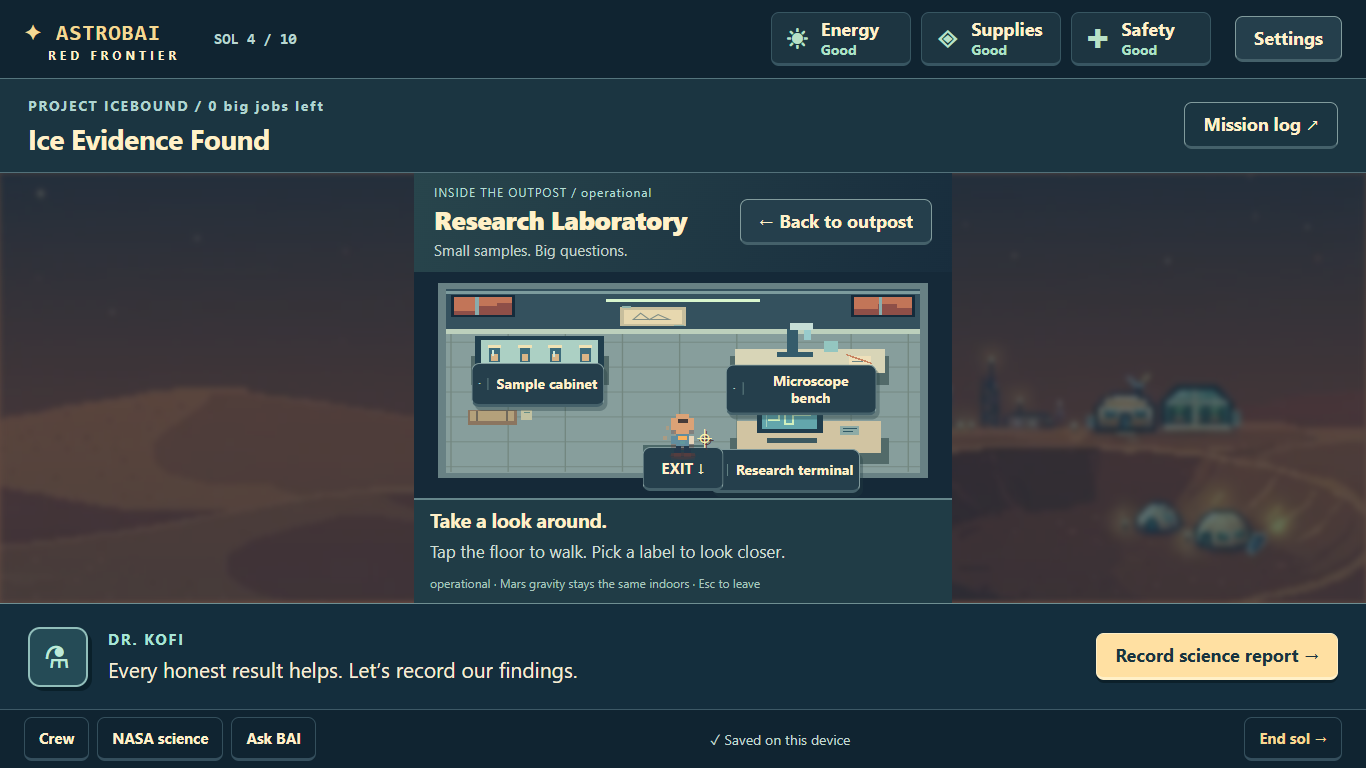 ✦ ASTROBAI
RED FRONTIER
SOL 4 / 10
Energy
Good
Supplies
Good
Safety
Good
Settings
PROJECT ICEBOUND / 0 big jobs left
Ice Evidence Found
Mission log ↗
INSIDE THE OUTPOST / operational
Research Laboratory
Small samples. Big questions.
← Back to outpost
Sample cabinet
Microscope
bench
EXIT ↓
Research terminal
Take a look around.
Tap the floor to walk. Pick a label to look closer.
operational · Mars gravity stays the same indoors · Esc to leave
DR. KOFI
Every honest result helps. Let’s record our findings.
Record science report →
Crew
NASA science
Ask BAI
✓ Saved on this device
End sol →